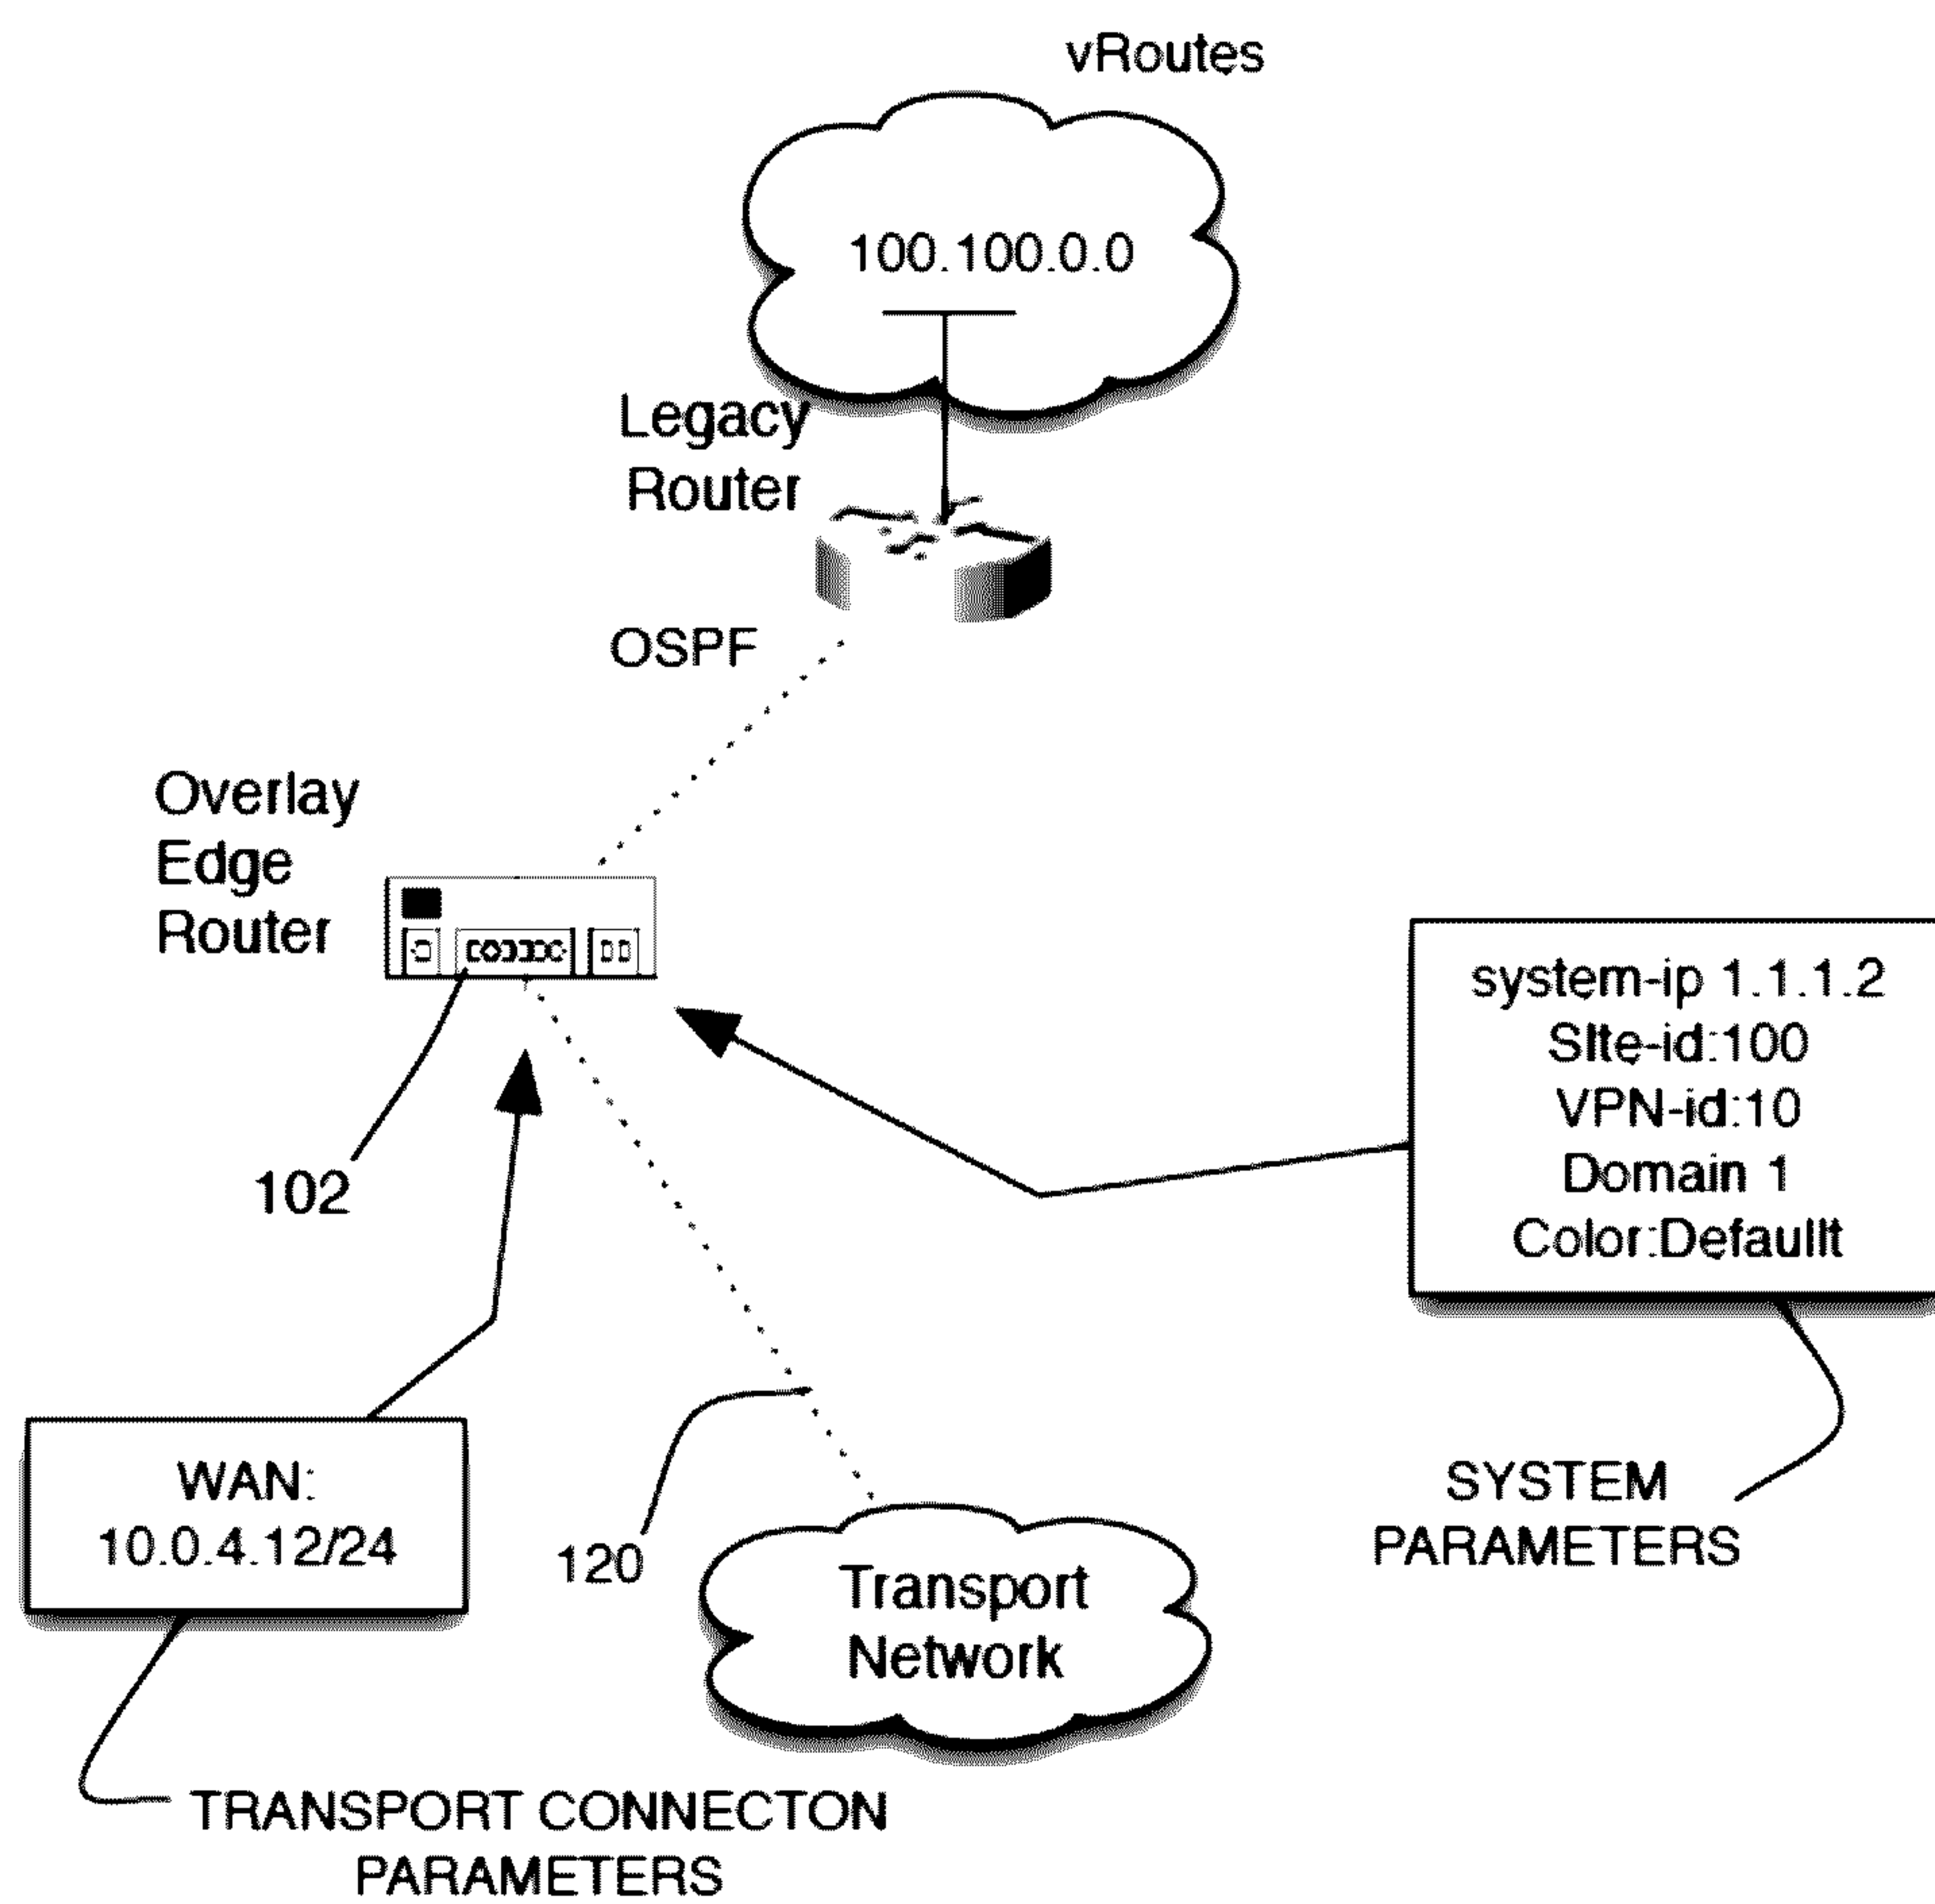 vRoutes
100.100.0.0
Legacy
Router
OSPF
Overlay
Edge
Router
102
system-ip 1.1.1.2
SIte-id:100
VPN-id:10
Domain 1
Color:Defaullt
SYSTEM
PARAMETERS
WAN:
10.0.4.12/24
120
Transport
Network
TRANSPORT CONNECTON
PARAMETERS